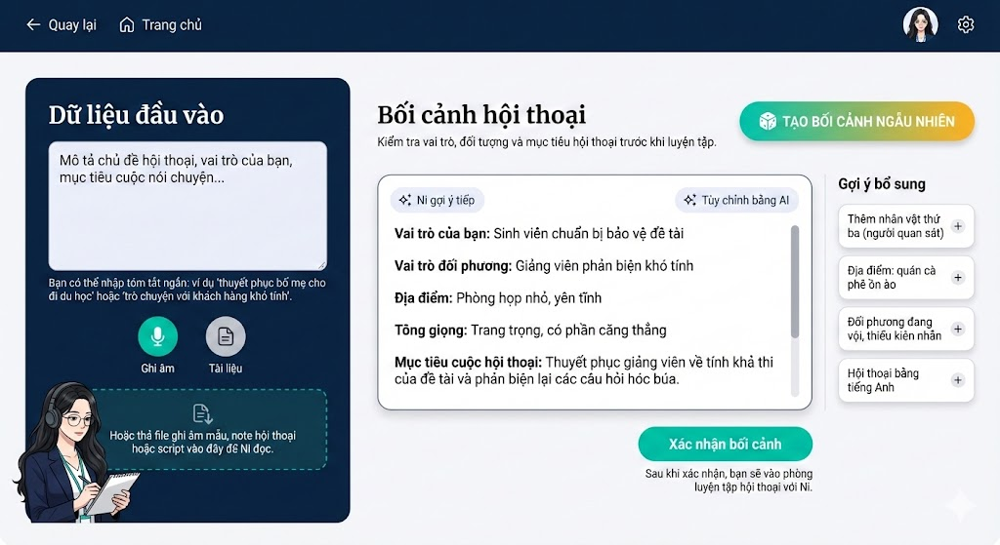 Quay lại
Trang chủ
Dữ liệu đầu vào
Mô tả chủ đề hội thoại, vai trò của bạn,
mục tiêu cuộc nói chuyện...
Bạn có thể nhập tóm tắt ngắn: ví dụ 'thuyết phục bố mẹ cho
đi du học' hoặc 'trò chuyện với khách hàng khó tính'.
Ghi âm
Tài liệu
Hoặc thả file ghi âm mẫu, note hội thoại
hoặc script vào đây để Ni đọc.
Bối cảnh hội thoại
Kiểm tra vai trò, đối tượng và mục tiêu hội thoại trước khi luyện tập.
TẠO BỐI CẢNH NGẪU NHIÊN
Ni gợi ý tiếp
Tùy chỉnh bằng AI
Vai trò của bạn: Sinh viên chuẩn bị bảo vệ đề tài
Vai trò đối phương: Giảng viên phản biện khó tính
Địa điểm: Phòng họp nhỏ, yên tĩnh
Tông giọng: Trang trọng, có phần căng thẳng
Mục tiêu cuộc hội thoại: Thuyết phục giảng viên về tính khả thi
của đề tài và phản biện lại các câu hỏi hóc búa.
Gợi ý bổ sung
Thêm nhân vật thứ
ba (người quan sát)
Địa điểm: quán cà
phê ồn ào
Đối phương đang
vội, thiếu kiên nhẫn
Hội thoại bằng
tiếng Anh
Xác nhận bối cảnh
Sau khi xác nhận, bạn sẽ vào phòng
luyện tập hội thoại với Ni.